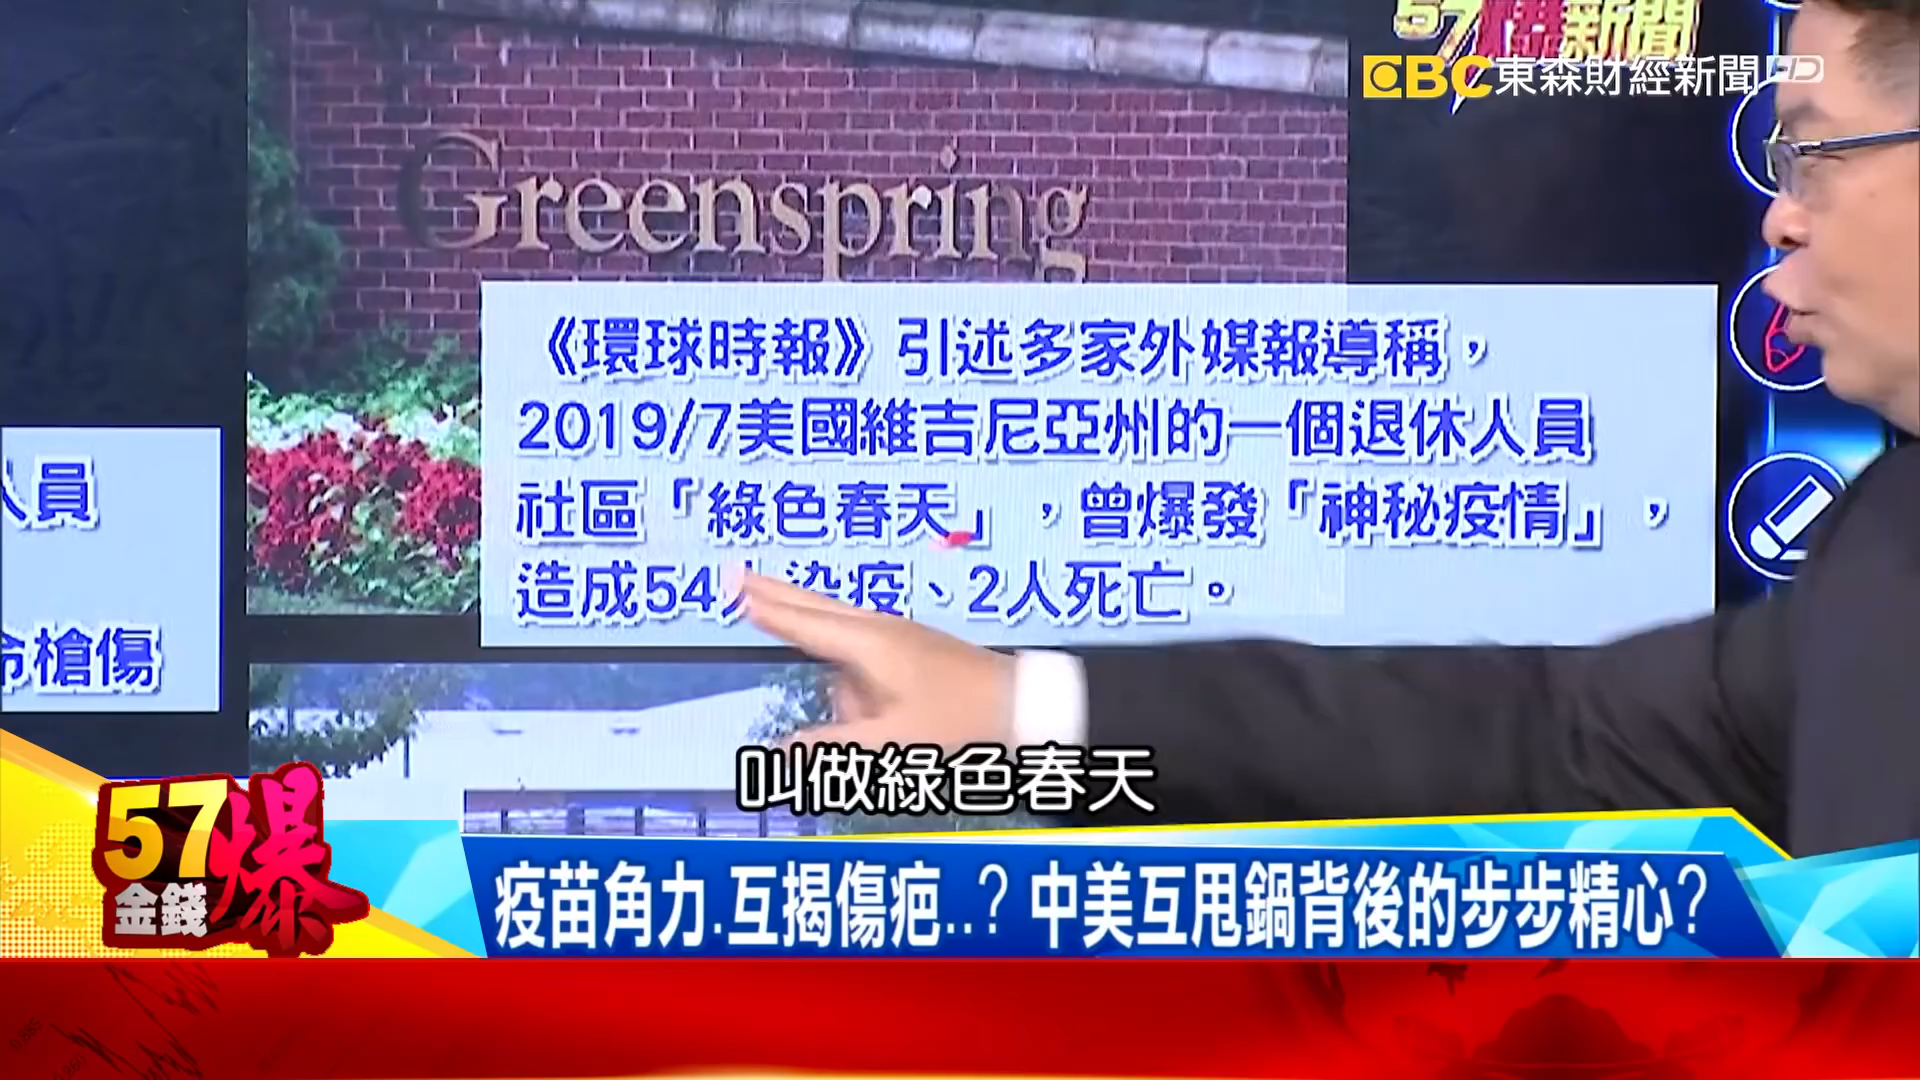 57爆新聞
EBC東森財經新聞HD
Greenspring
《環球時報》引述多家外媒報導稱，
2019/7美國維吉尼亞州的一個退休人員
社區「綠色春天」，曾爆發「神秘疫情」，
造成54人染疫、2人死亡。
人員
命槍傷
叫做綠色春天
57爆
金錢
疫苗角力.互揭傷疤..？中美互甩鍋背後的步步精心？